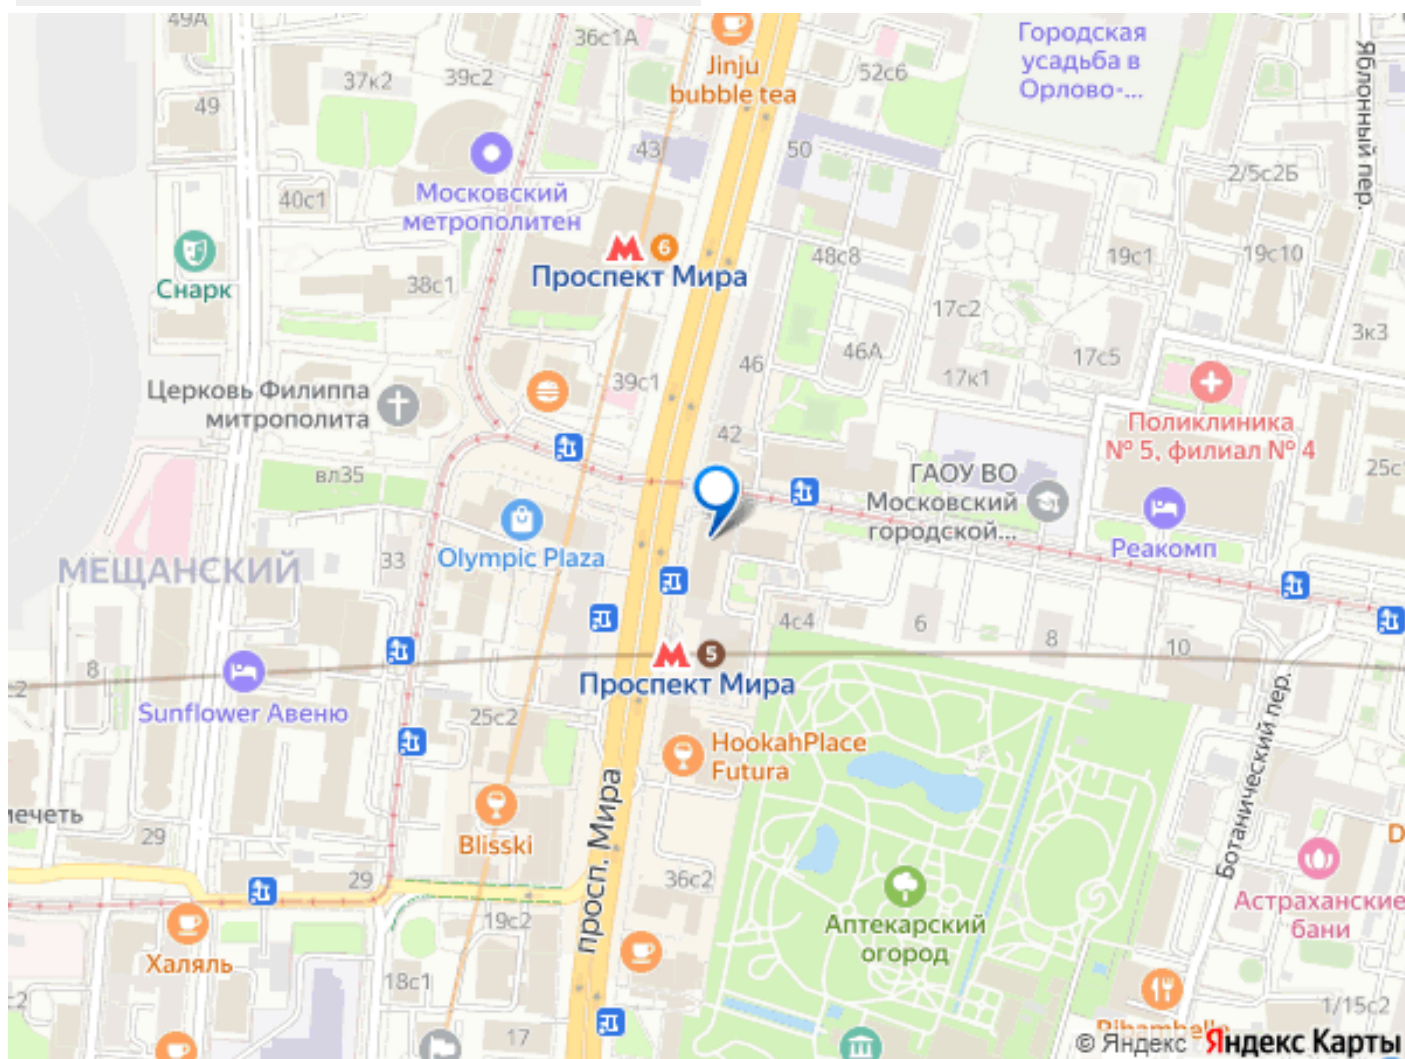 49А
36с1А
Jinju
bubble tea
52с6
Городская
усадьба в
Орлово-...
Яблонный пер.
37к2
39с2
49
43
50
Московский
метрополитен
2/5с2Б
40с1
6
Проспект Мира
48с8
19с1
19с10
Снарк
38с1
17с2
3к3
46
46А
17с5
39с1
17к1
Церковь Филиппа
митрополита
Поликлиника
№ 5, филиал № 4
42
вл35
ГАОУ ВО
Московский
городской...
25с
Olympic Plaza
Реакомп
МЕЩАНСКИЙ
33
4с4
6
8
10
8
5
Проспект Мира
Sunflower Авеню
25с2
HookahPlace
Futura
просп. Мира
Ботанический пер.
мечеть
29
Blisski
29
36с2
Аптекарский
огород
Астраханские
бани
19с2
Халяль
18с1
17
1/15с2
© Яндекс Яндекс Карты